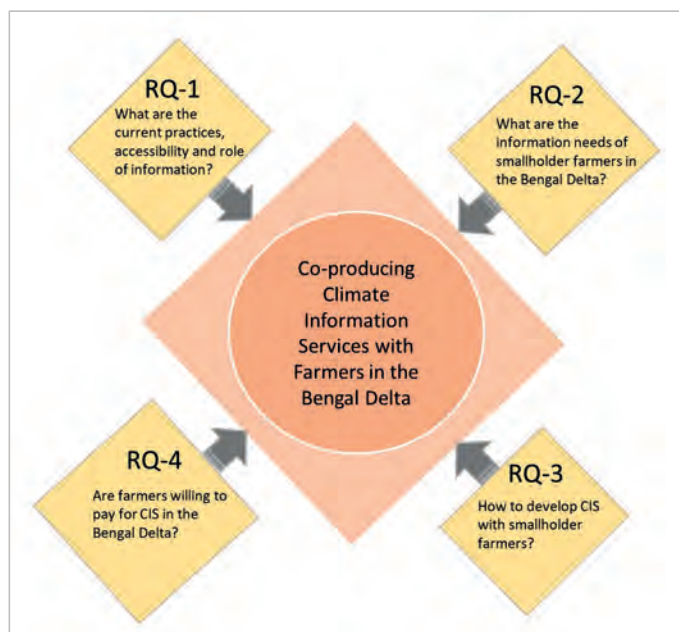 RQ-1
What are the
current practices,
accessibility and role
of information?
RQ-2
What are the
information needs of
smallholder farmers in
the Bengal Delta?
Co-producing
Climate
Information
Services with
Farmers in the
Bengal Delta
RQ-4
Are farmers willing to
pay for CIS in the
Bengal Delta?
RQ-3
How to develop CIS
with smallholder
farmers?